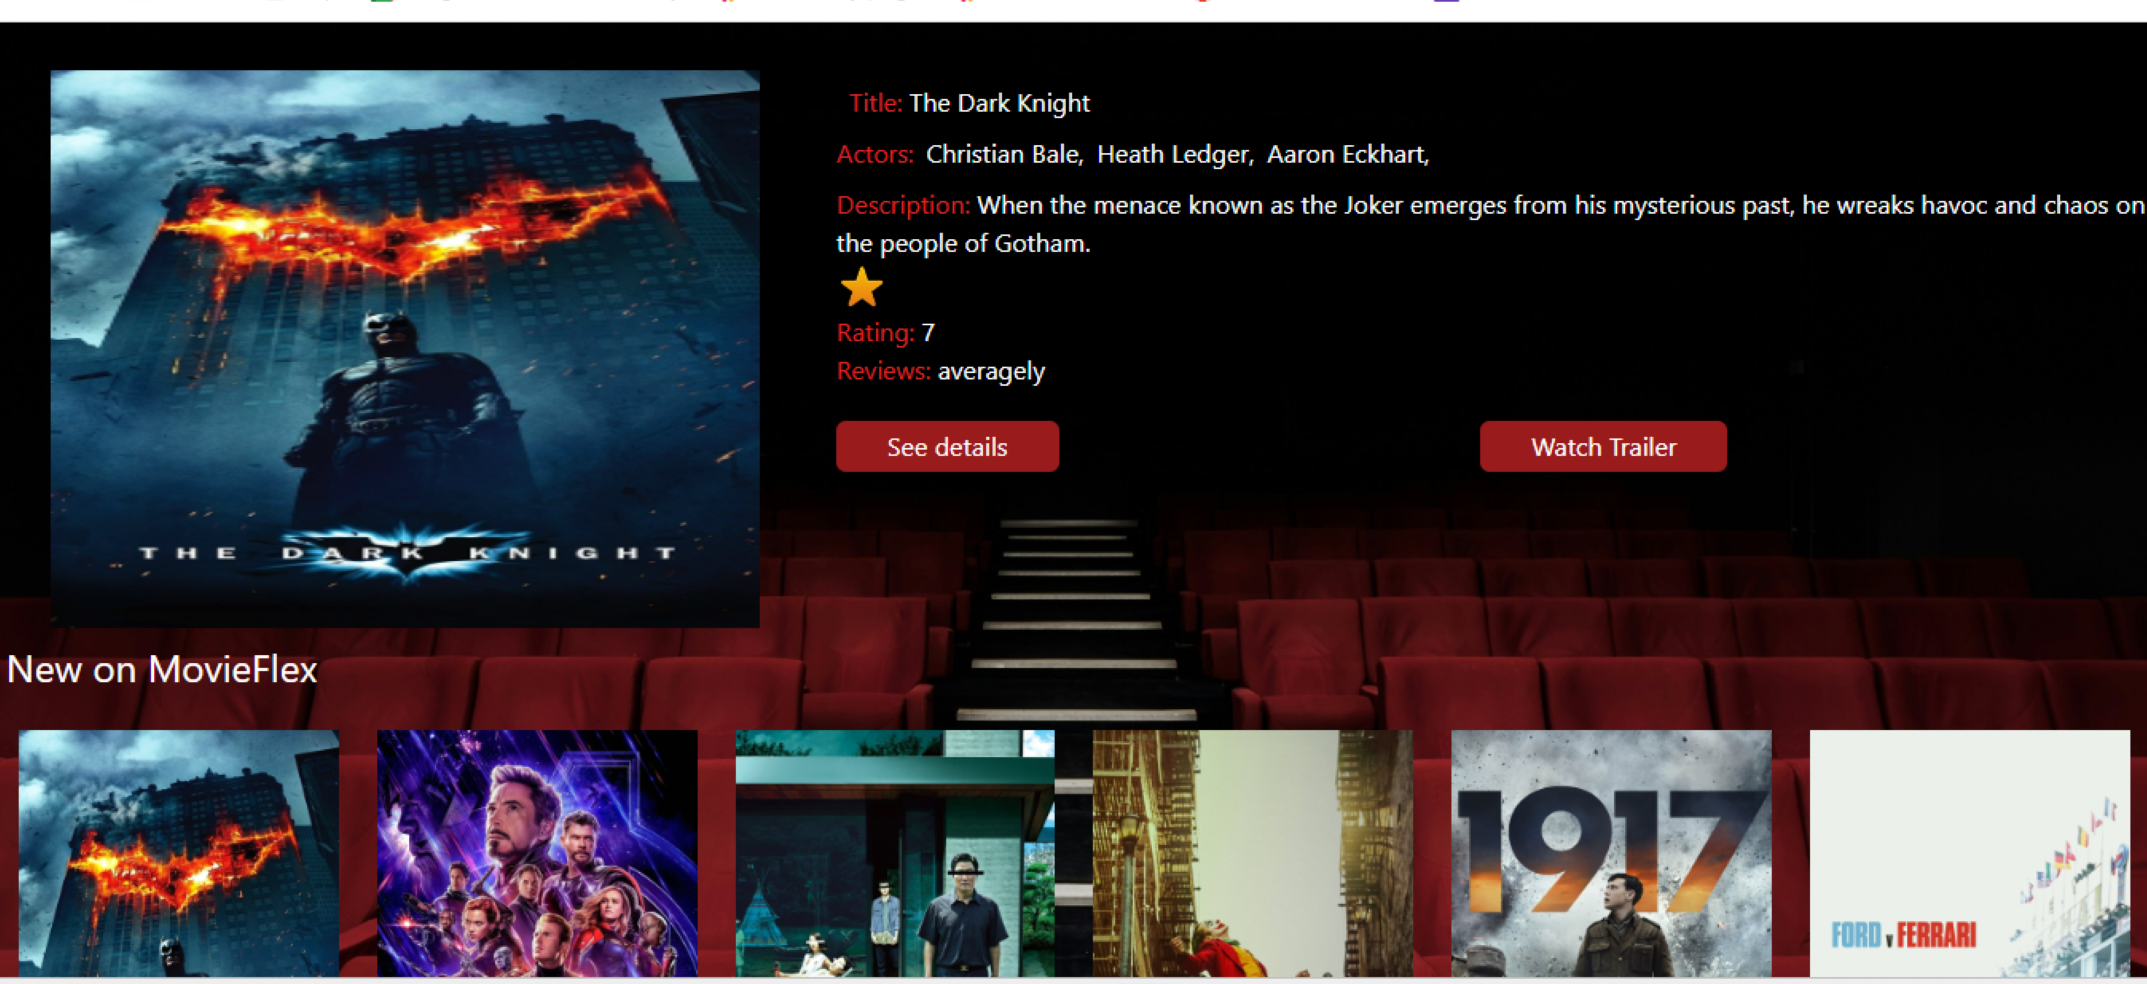 Title: The Dark Knight
Actors: Christian Bale, Heath Ledger, Aaron Eckhart,
Description: When the menace known as the Joker emerges from his mysterious past, he wreaks havoc and chaos on
the people of Gotham.
Rating: 7
Reviews: averagely
See details
Watch Trailer
THE DARK KNIGHT
New on MovieFlex
1917
FORD v FERRARI